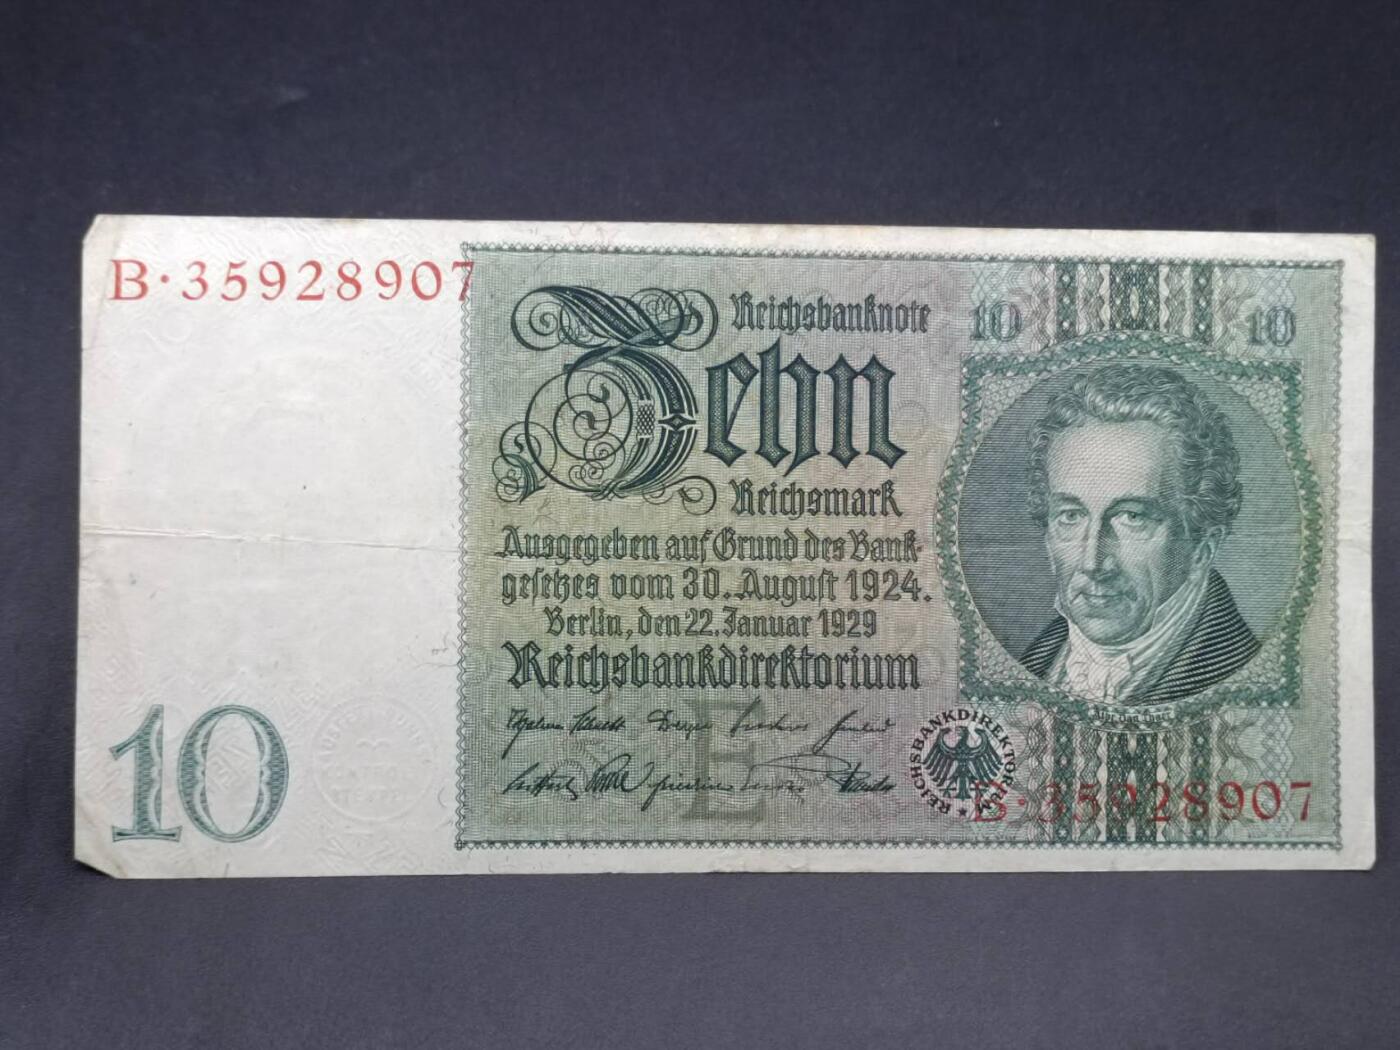 B·35928907
Reichsbanknote
10
10
Zehn
Reichsmark
Ausgegeben auf Grund des Bank-
gesetzes vom 30. August 1924.
Berlin, den 22. Januar 1929
Reichsbankdirektorium
REICHSBANKDIREKTORIUM
E
10
B·35928907